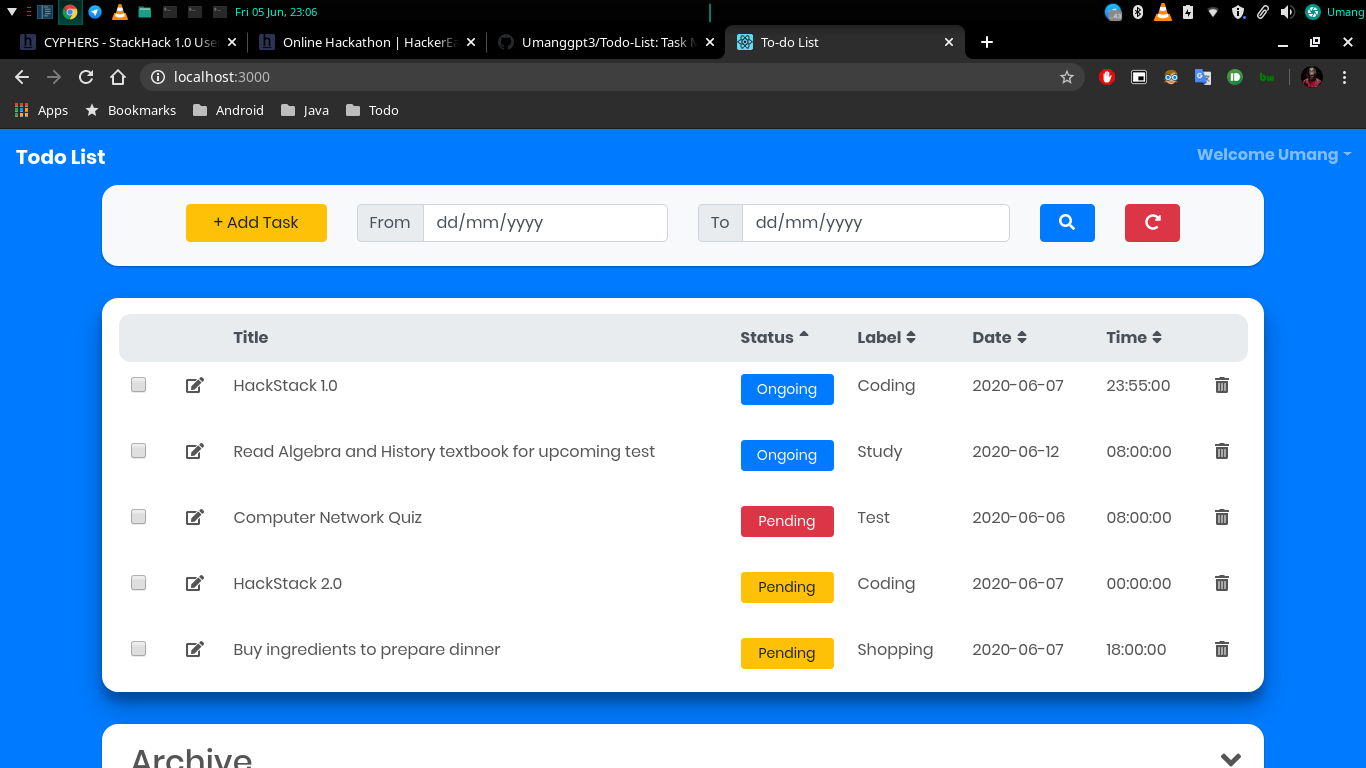 Fri 05 Jun, 23:06
Umang
CYPHERS - StackHack 1.0 Use
Online Hackathon | HackerEa
Umanggpt3/Todo-List: Task M
To-do List
localhost:3000
Apps
Bookmarks
Android
Java
Todo
Todo List
Welcome Umang
+ Add Task
From dd/mm/yyyy
To dd/mm/yyyy
Title Status Label Date Time
HackStack 1.0 Ongoing Coding 2020-06-07 23:55:00
Read Algebra and History textbook for upcoming test Ongoing Study 2020-06-12 08:00:00
Computer Network Quiz Pending Test 2020-06-06 08:00:00
HackStack 2.0 Pending Coding 2020-06-07 00:00:00
Buy ingredients to prepare dinner Pending Shopping 2020-06-07 18:00:00
Archive